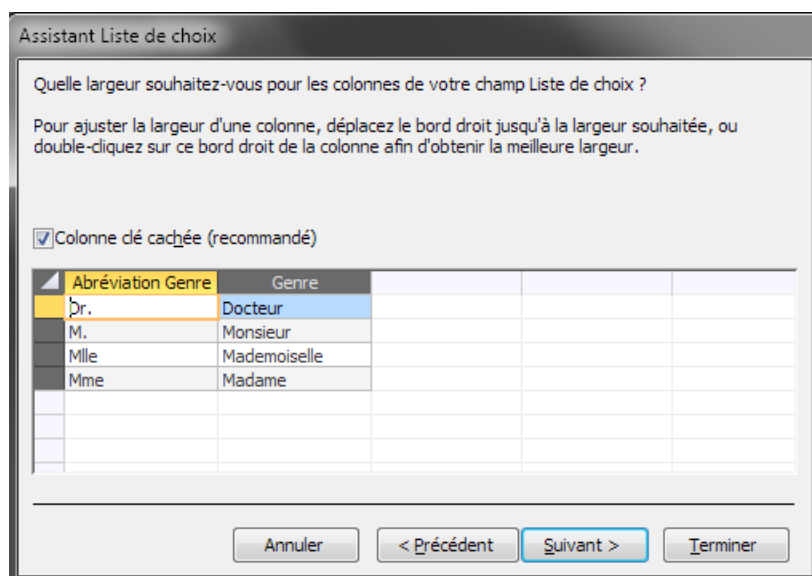 Assistant Liste de choix
Quelle largeur souhaitez-vous pour les colonnes de votre champ Liste de choix ?
Pour ajuster la largeur d'une colonne, déplacez le bord droit jusqu'à la largeur souhaitée, ou
double-cliquez sur ce bord droit de la colonne afin d'obtenir la meilleure largeur.
Colonne clé cachée (recommandé)
Abréviation Genre Genre
Dr. Docteur
M. Monsieur
Mlle Mademoiselle
Mme Madame
Annuler < Précédent Suivant > Terminer